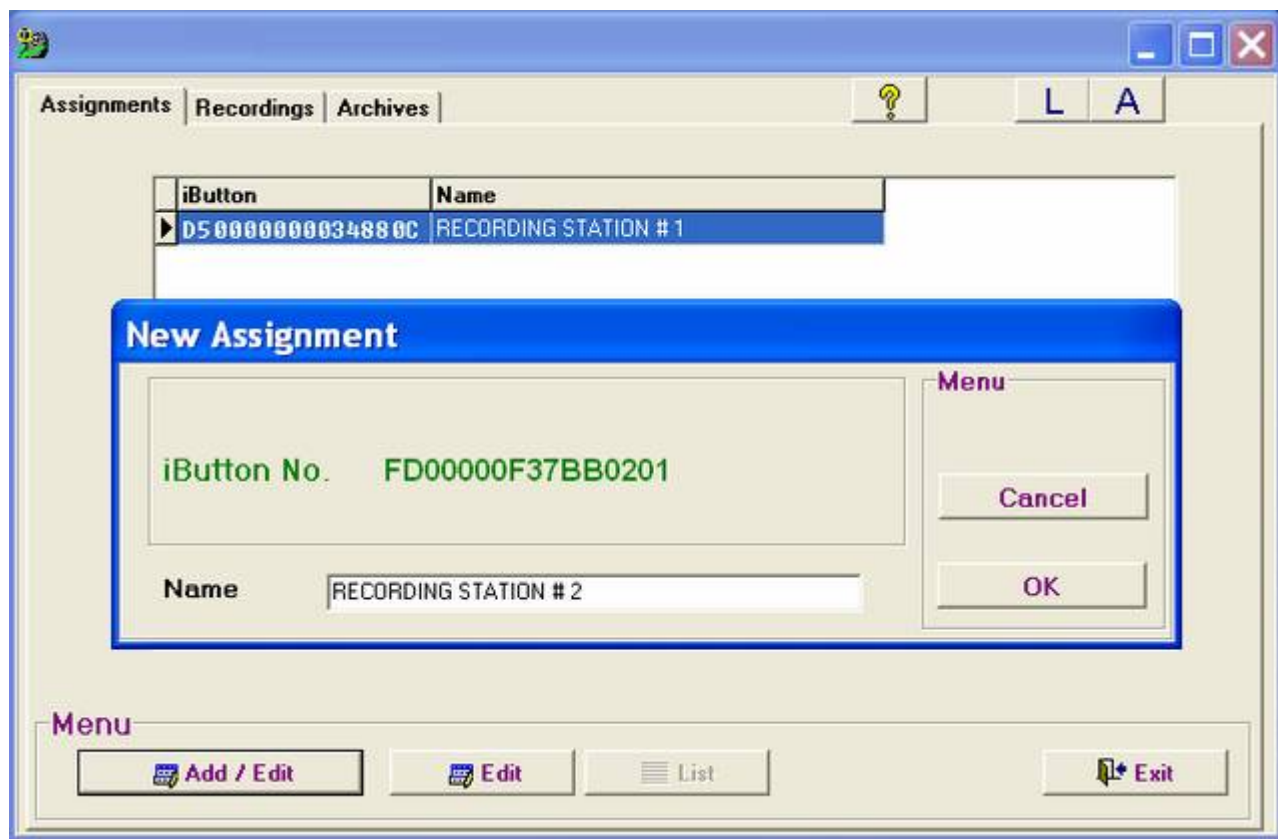 Assignments Recordings Archives ? L A
iButton Name
D50000000034880C RECORDING STATION # 1
New Assignment
Menu
iButton No. FD00000F37BB0201
Cancel
Name RECORDING STATION # 2
OK
Menu
Add / Edit Edit List Exit